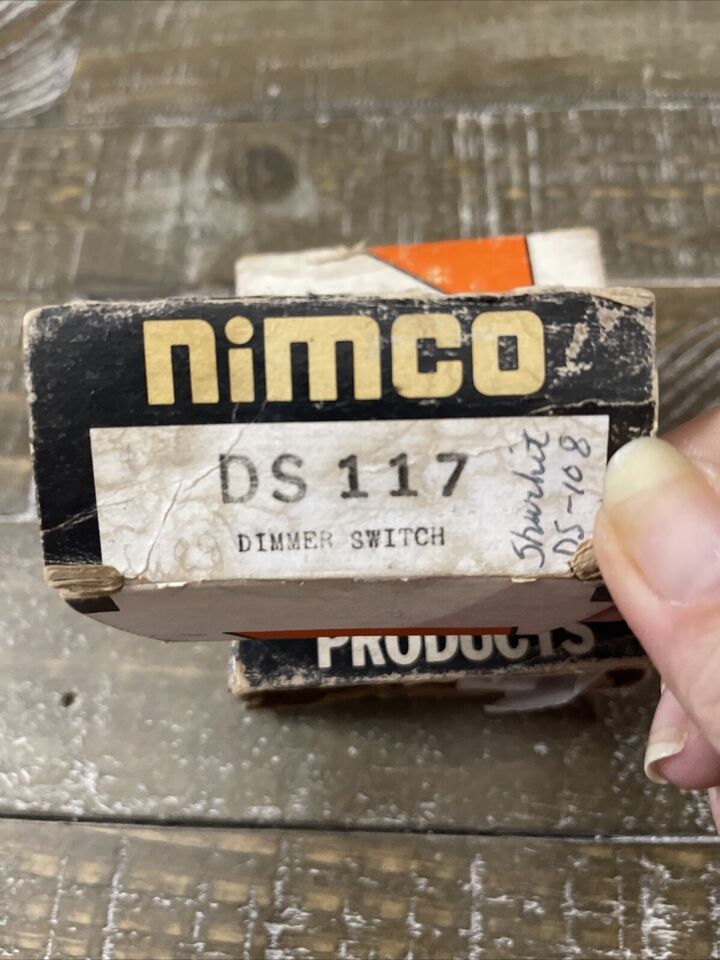 nimco
DS 117
DIMMER SWITCH
Shurhit
DS-108
PRODUCTS